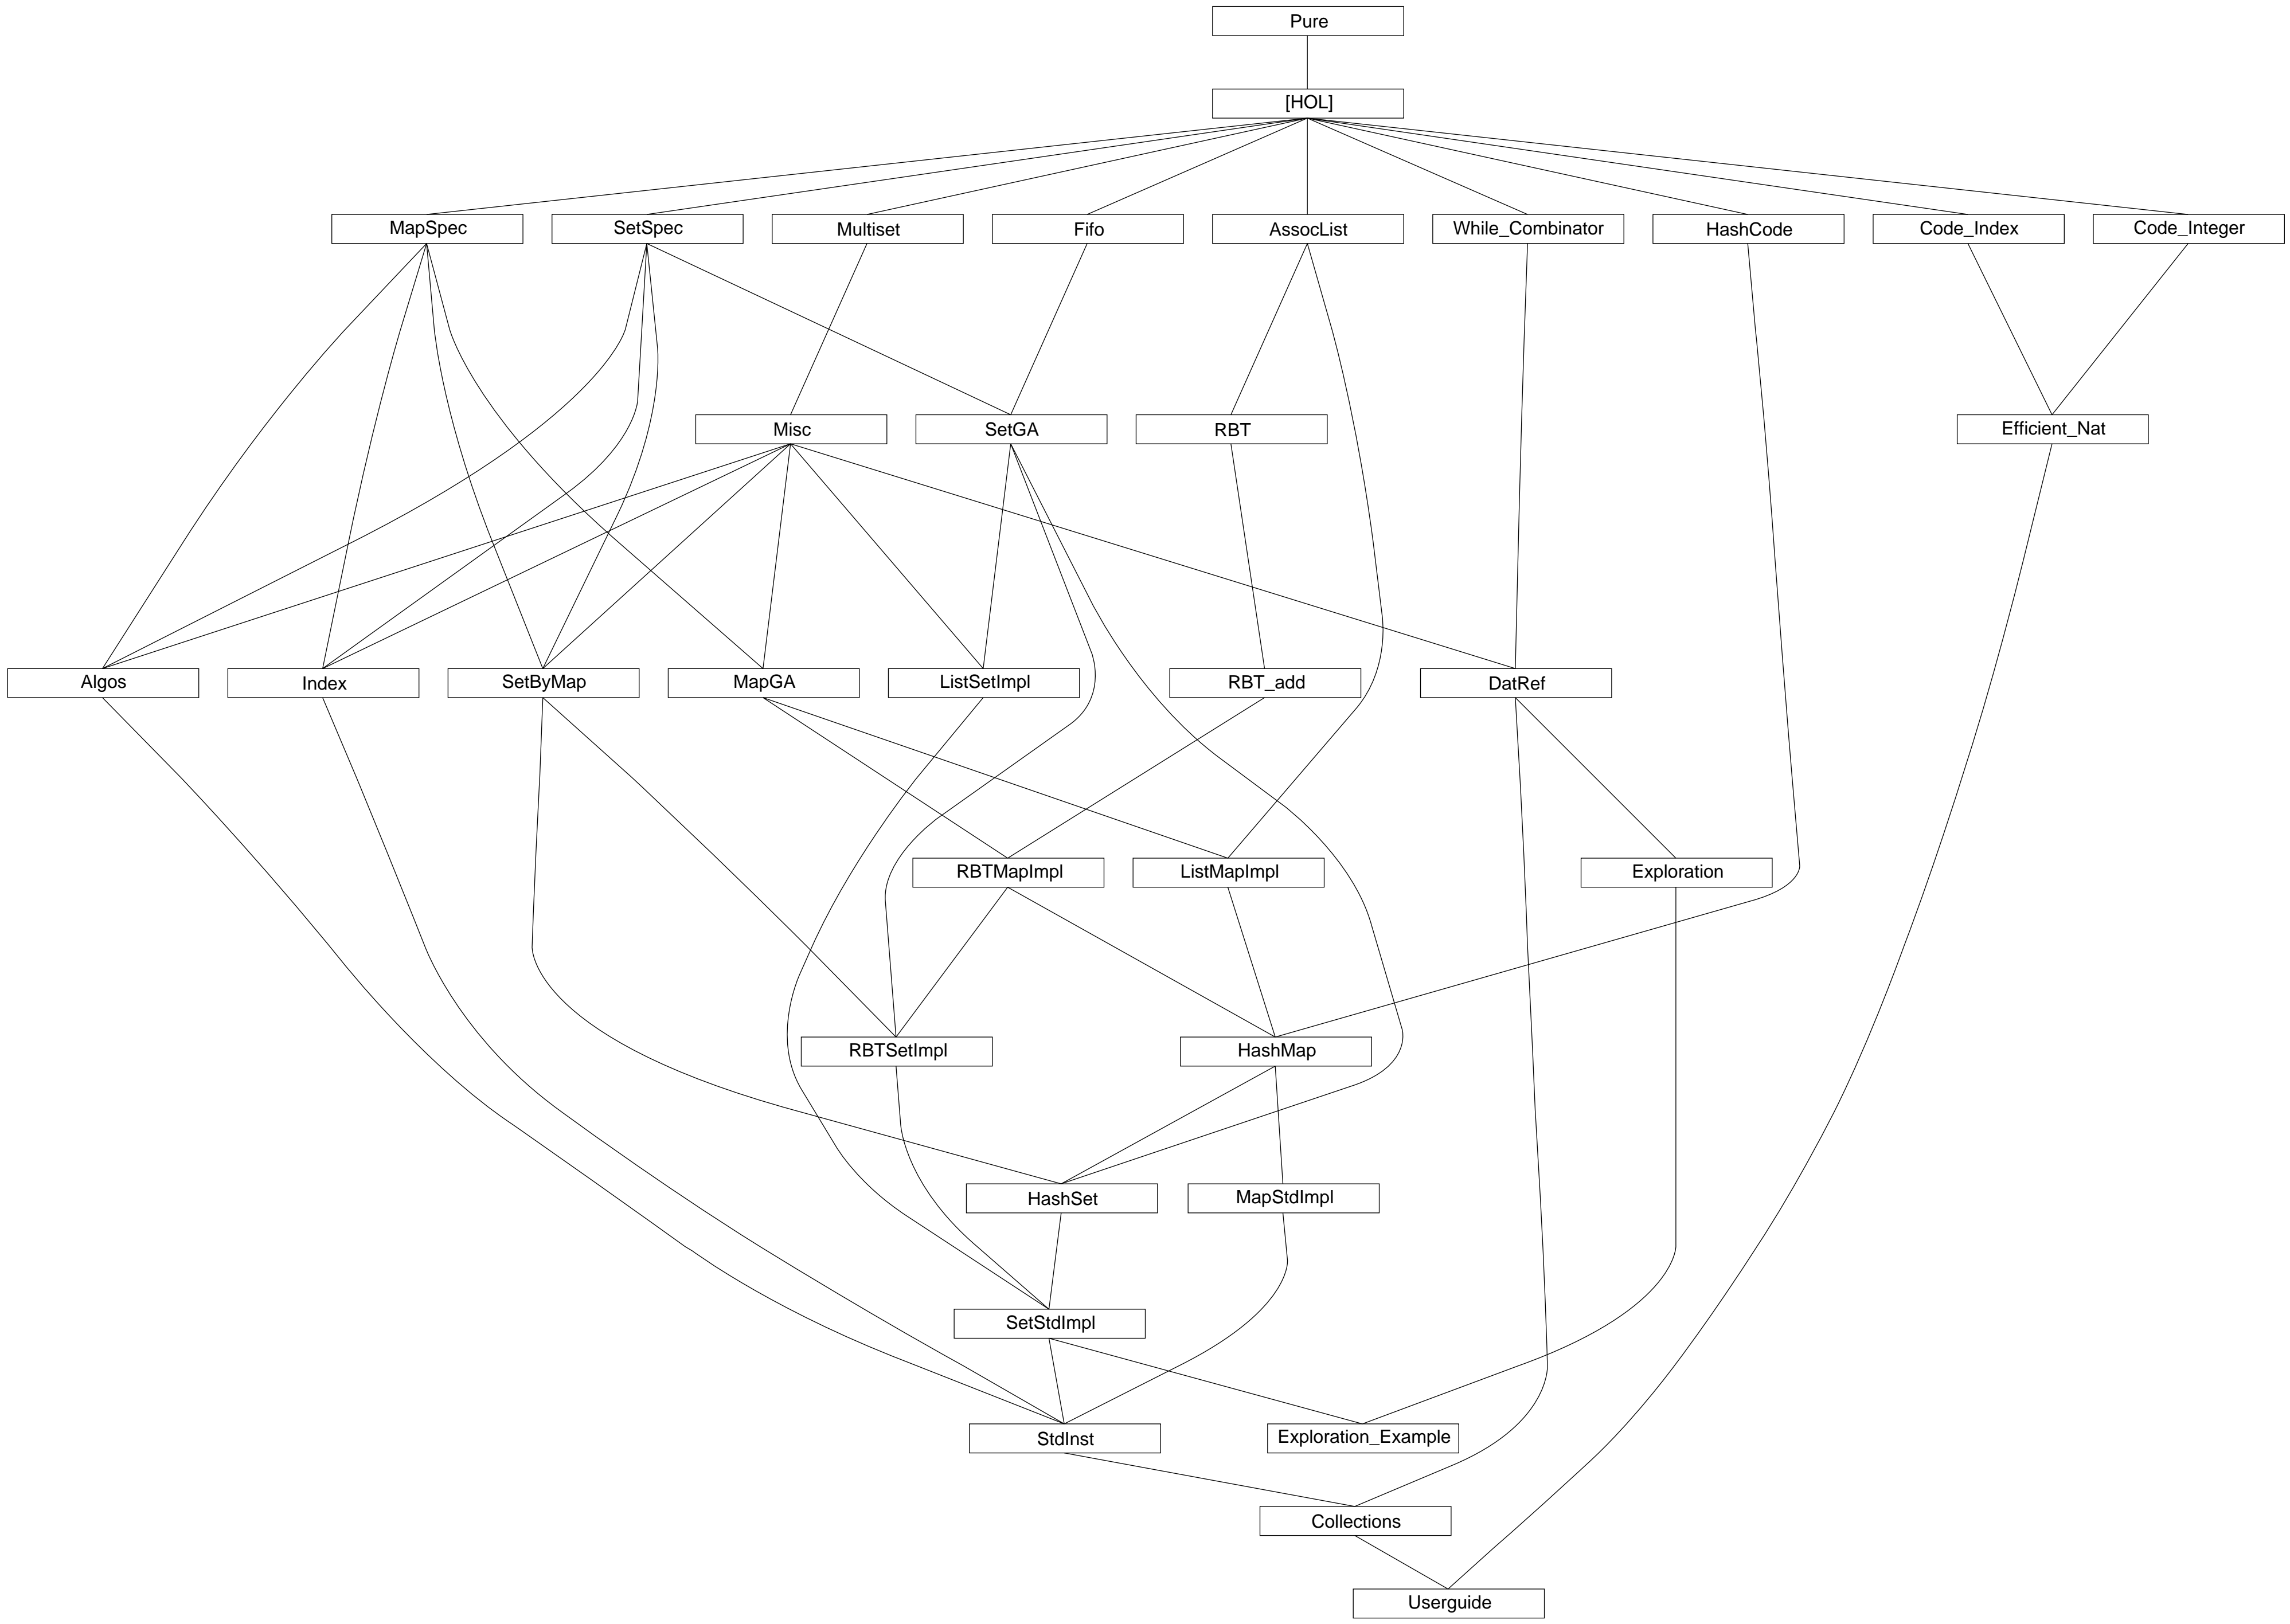 Pure
[HOL]
MapSpec
SetSpec
Multiset
Fifo
AssocList
While_Combinator
HashCode
Code_Index
Code_Integer
Misc
SetGA
RBT
Efficient_Nat
Algos
Index
SetByMap
MapGA
ListSetImpl
RBT_add
DatRef
RBTMapImpl
ListMapImpl
Exploration
RBTSetImpl
HashMap
HashSet
MapStdImpl
SetStdImpl
StdInst
Exploration_Example
Collections
Userguide